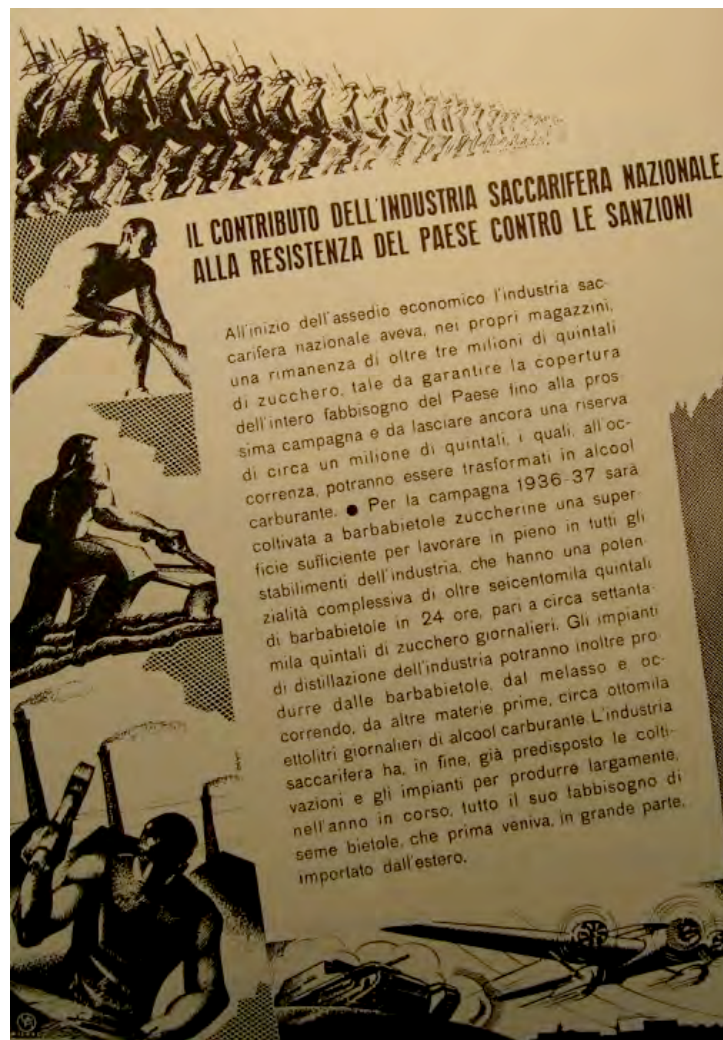 IL CONTRIBUTO DELL'INDUSTRIA SACCARIFERA NAZIONALE
ALLA RESISTENZA DEL PAESE CONTRO LE SANZIONI
All'inizio dell'assedio economico l'industria sac-
carifera nazionale aveva, nei propri magazzini,
una rimanenza di oltre tre milioni di quintali
di zucchero, tale da garantire la copertura
dell'intero fabbisogno del Paese fino alla pros
sima campagna e da lasciare ancora una riserva
di circa un milione di quintali, i quali, all'oc-
correnza, potranno essere trasformati in alcool
carburante. ● Per la campagna 1936-37 sarà
coltivata a barbabietole zuccherine una super-
ficie sufficiente per lavorare in pieno in tutti gli
stabilimenti dell'industria, che hanno una poten-
zialità complessiva di oltre seicentomila quintali
di barbabietole in 24 ore, pari a circa settanta-
mila quintali di zucchero giornalieri. Gli impianti
di distillazione dell'industria potranno inoltre pro
durre dalle barbabietole, dal melasso e oc-
correndo, da altre materie prime, circa ottomila
ettolitri giornalieri di alcool carburante L'industria
saccarifera ha, in fine, già predisposto le colti-
vazioni e gli impianti per produrre largamente,
nell'anno in corso, tutto il suo fabbisogno di
seme bietole, che prima veniva, in grande parte,
importato dall'estero.
MILANO